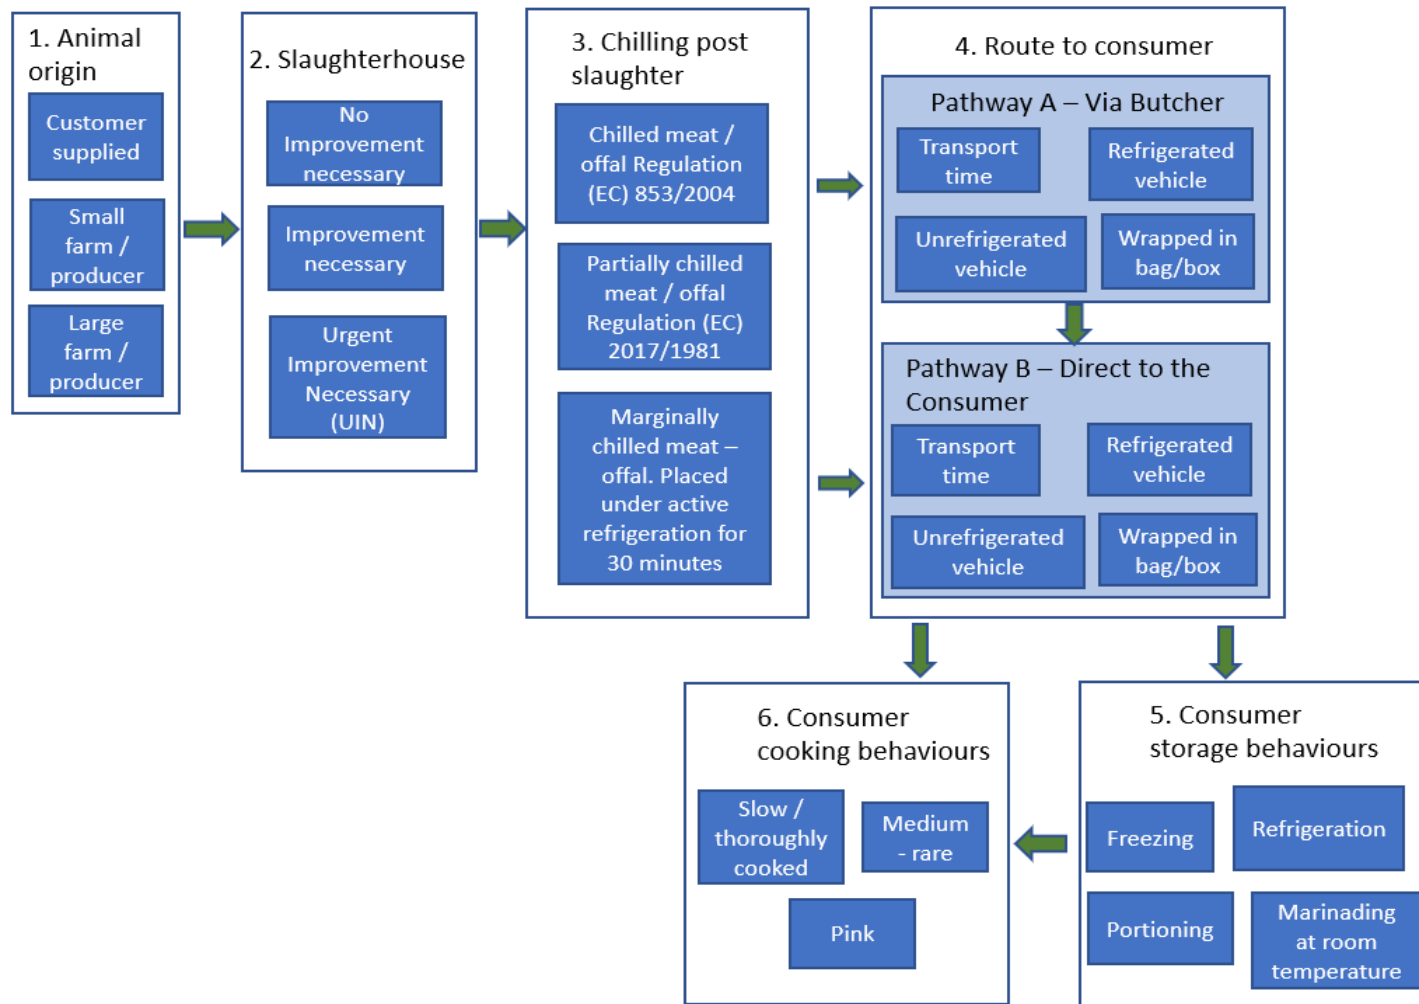 1. Animal
origin
Customer
supplied
Small
farm /
producer
Large
farm /
producer
2. Slaughterhouse
No
Improvement
necessary
Improvement
necessary
Urgent
Improvement
Necessary
(UIN)
3. Chilling post
slaughter
Chilled meat /
offal Regulation
(EC) 853/2004
Partially chilled
meat / offal
Regulation (EC)
2017/1981
Marginally
chilled meat –
offal. Placed
under active
refrigeration for
30 minutes
4. Route to consumer
Pathway A – Via Butcher
Transport
time
Refrigerated
vehicle
Unrefrigerated
vehicle
Wrapped in
bag/box
Pathway B – Direct to the
Consumer
Transport
time
Refrigerated
vehicle
Unrefrigerated
vehicle
Wrapped in
bag/box
5. Consumer
storage behaviours
Freezing
Refrigeration
Portioning
Marinading
at room
temperature
6. Consumer
cooking behaviours
Slow /
thoroughly
cooked
Medium
- rare
Pink